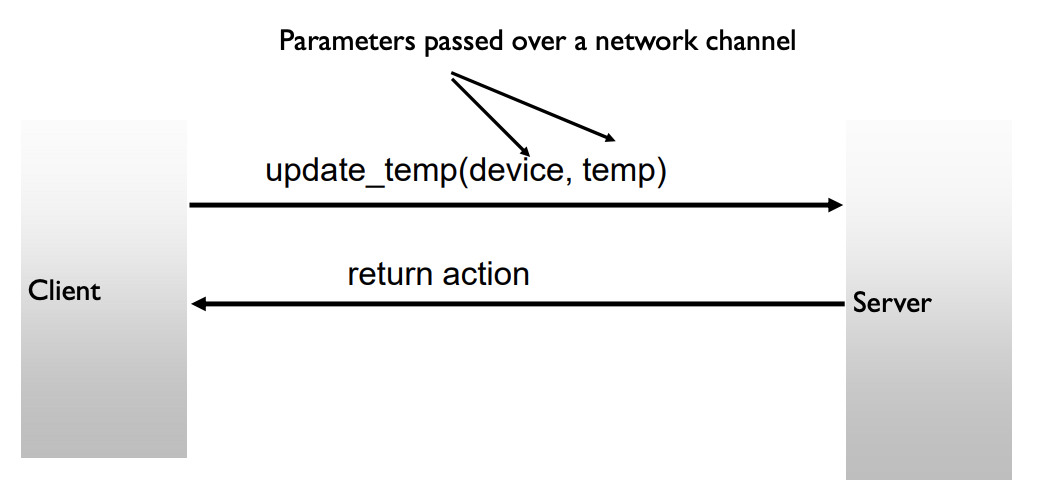 Parameters passed over a network channel
update_temp(device, temp)
return action
Client
Server